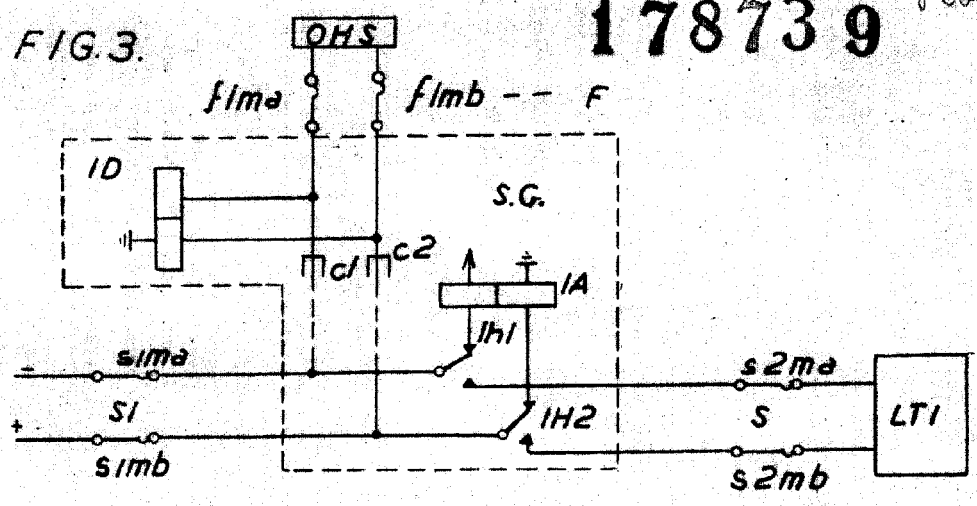 FIG.3.
OHS
178739
f1ma
f1mb -- F
1D
S.G.
c1
c2
1A
1h1
s1ma
-
S1
+
s1mb
1H2
s2ma
S
s2mb
LT1